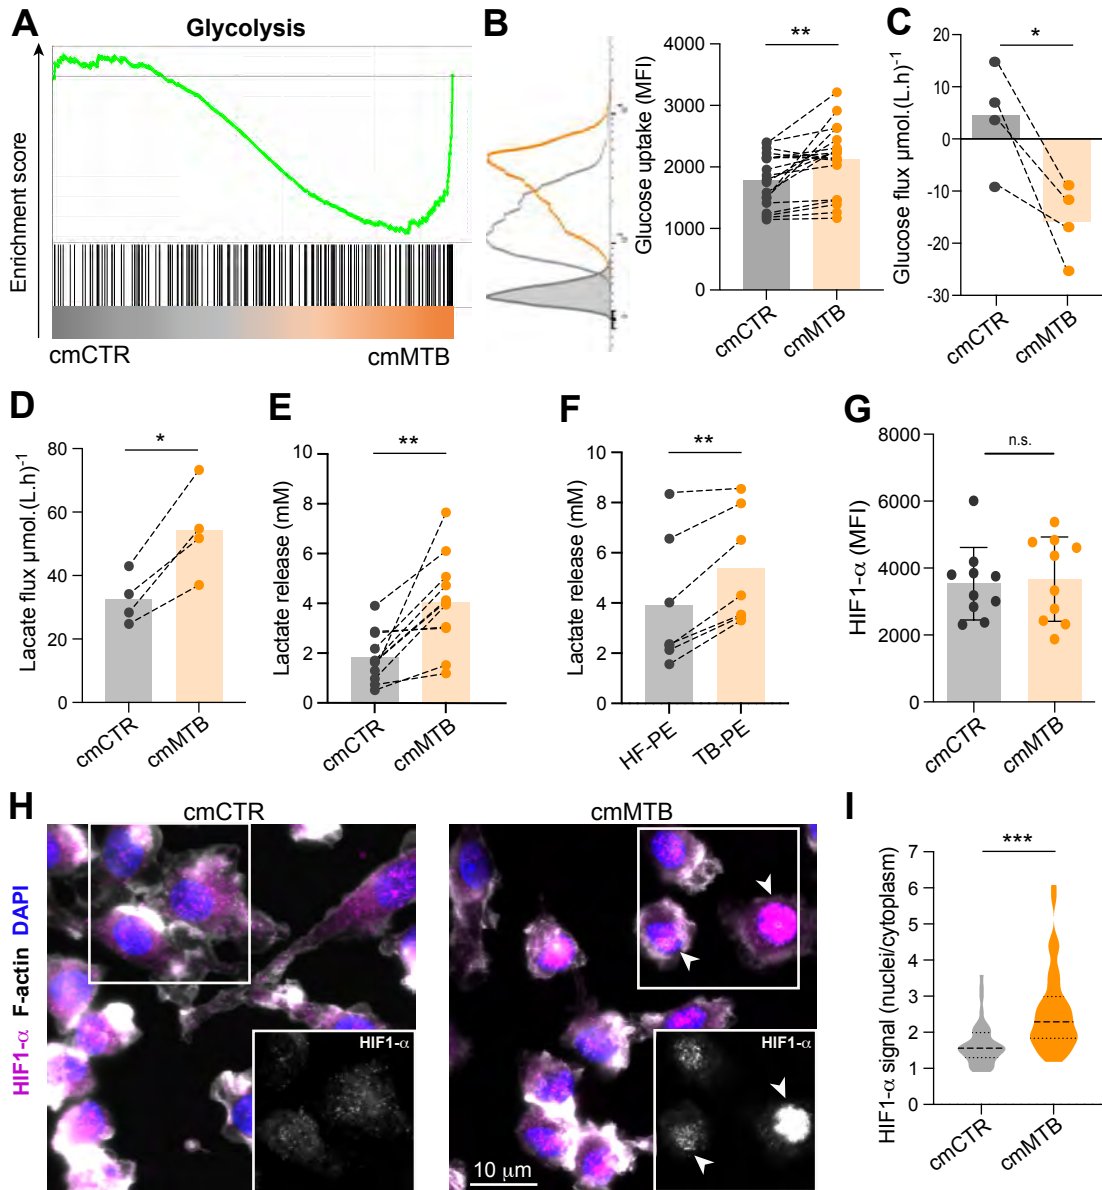 A
Glycolysis
Enrichment score
cmCTR
cmMTB
B
**
Glucose uptake (MFI)
4000
3000
2000
1000
0
cmCTR
cmMTB
C
*
Glucose flux µmol.(L.h)⁻¹
20
10
0
-10
-20
-30
cmCTR
cmMTB
D
*
Lacate flux µmol.(L.h)⁻¹
80
60
40
20
0
cmCTR
cmMTB
E
**
Lactate release (mM)
10
8
6
4
2
0
cmCTR
cmMTB
F
**
Lactate release (mM)
10
8
6
4
2
0
HF-PE
TB-PE
G
n.s.
HIF1-α (MFI)
8000
6000
4000
2000
0
cmCTR
cmMTB
H
cmCTR
cmMTB
HIF1-α F-actin DAPI
HIF1-α
HIF1-α
10 µm
I
***
HIF1-α signal (nuclei/cytoplasm)
7
6
5
4
3
2
1
0
cmCTR
cmMTB